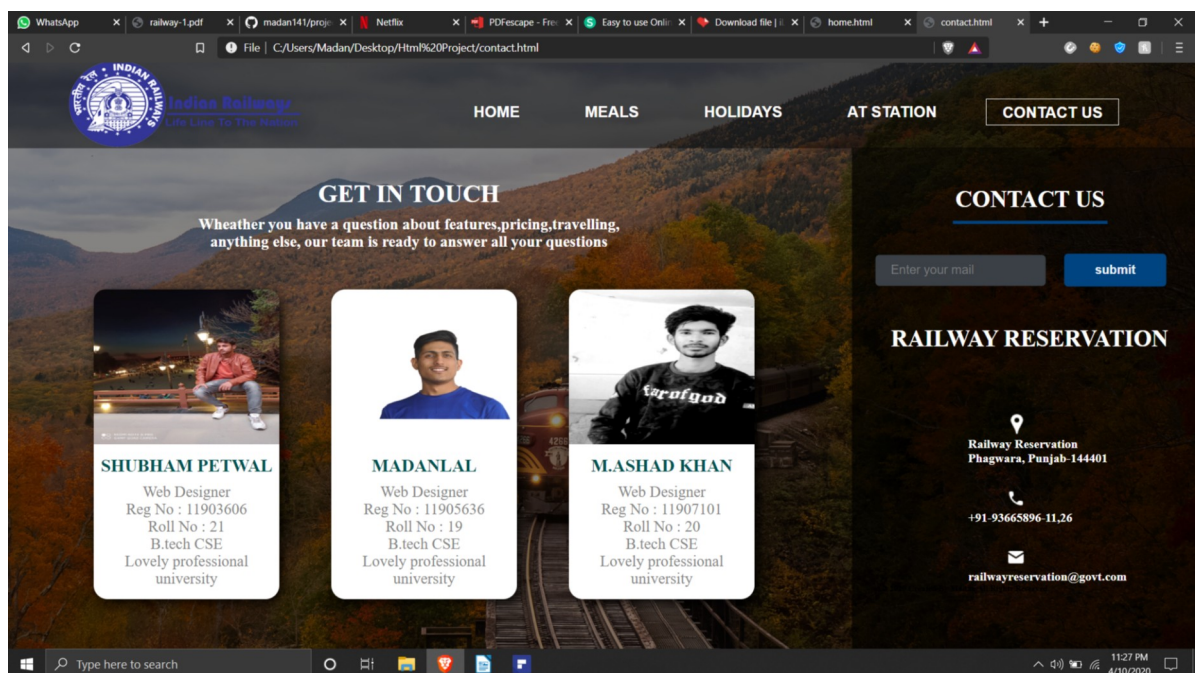 WhatsApp
railway-1.pdf
madan141/projec
Netflix
PDFescape - Free
Easy to use Onlin
Download file | iL
home.html
contact.html
File | C:/Users/Madan/Desktop/Html%20Project/contact.html
भारतीय रेल INDIAN RAILWAYS
Indian Railways
Life Line To The Nation
HOME
MEALS
HOLIDAYS
AT STATION
CONTACT US
GET IN TOUCH
Wheather you have a question about features,pricing,travelling,
anything else, our team is ready to answer all your questions
SHUBHAM PETWAL
Web Designer
Reg No : 11903606
Roll No : 21
B.tech CSE
Lovely professional
university
MADANLAL
Web Designer
Reg No : 11905636
Roll No : 19
B.tech CSE
Lovely professional
university
farofgod
M.ASHAD KHAN
Web Designer
Reg No : 11907101
Roll No : 20
B.tech CSE
Lovely professional
university
CONTACT US
Enter your mail
submit
RAILWAY RESERVATION
Railway Reservation
Phagwara, Punjab-144401
+91-93665896-11,26
railwayreservation@govt.com
Type here to search
11:27 PM
4/10/2020